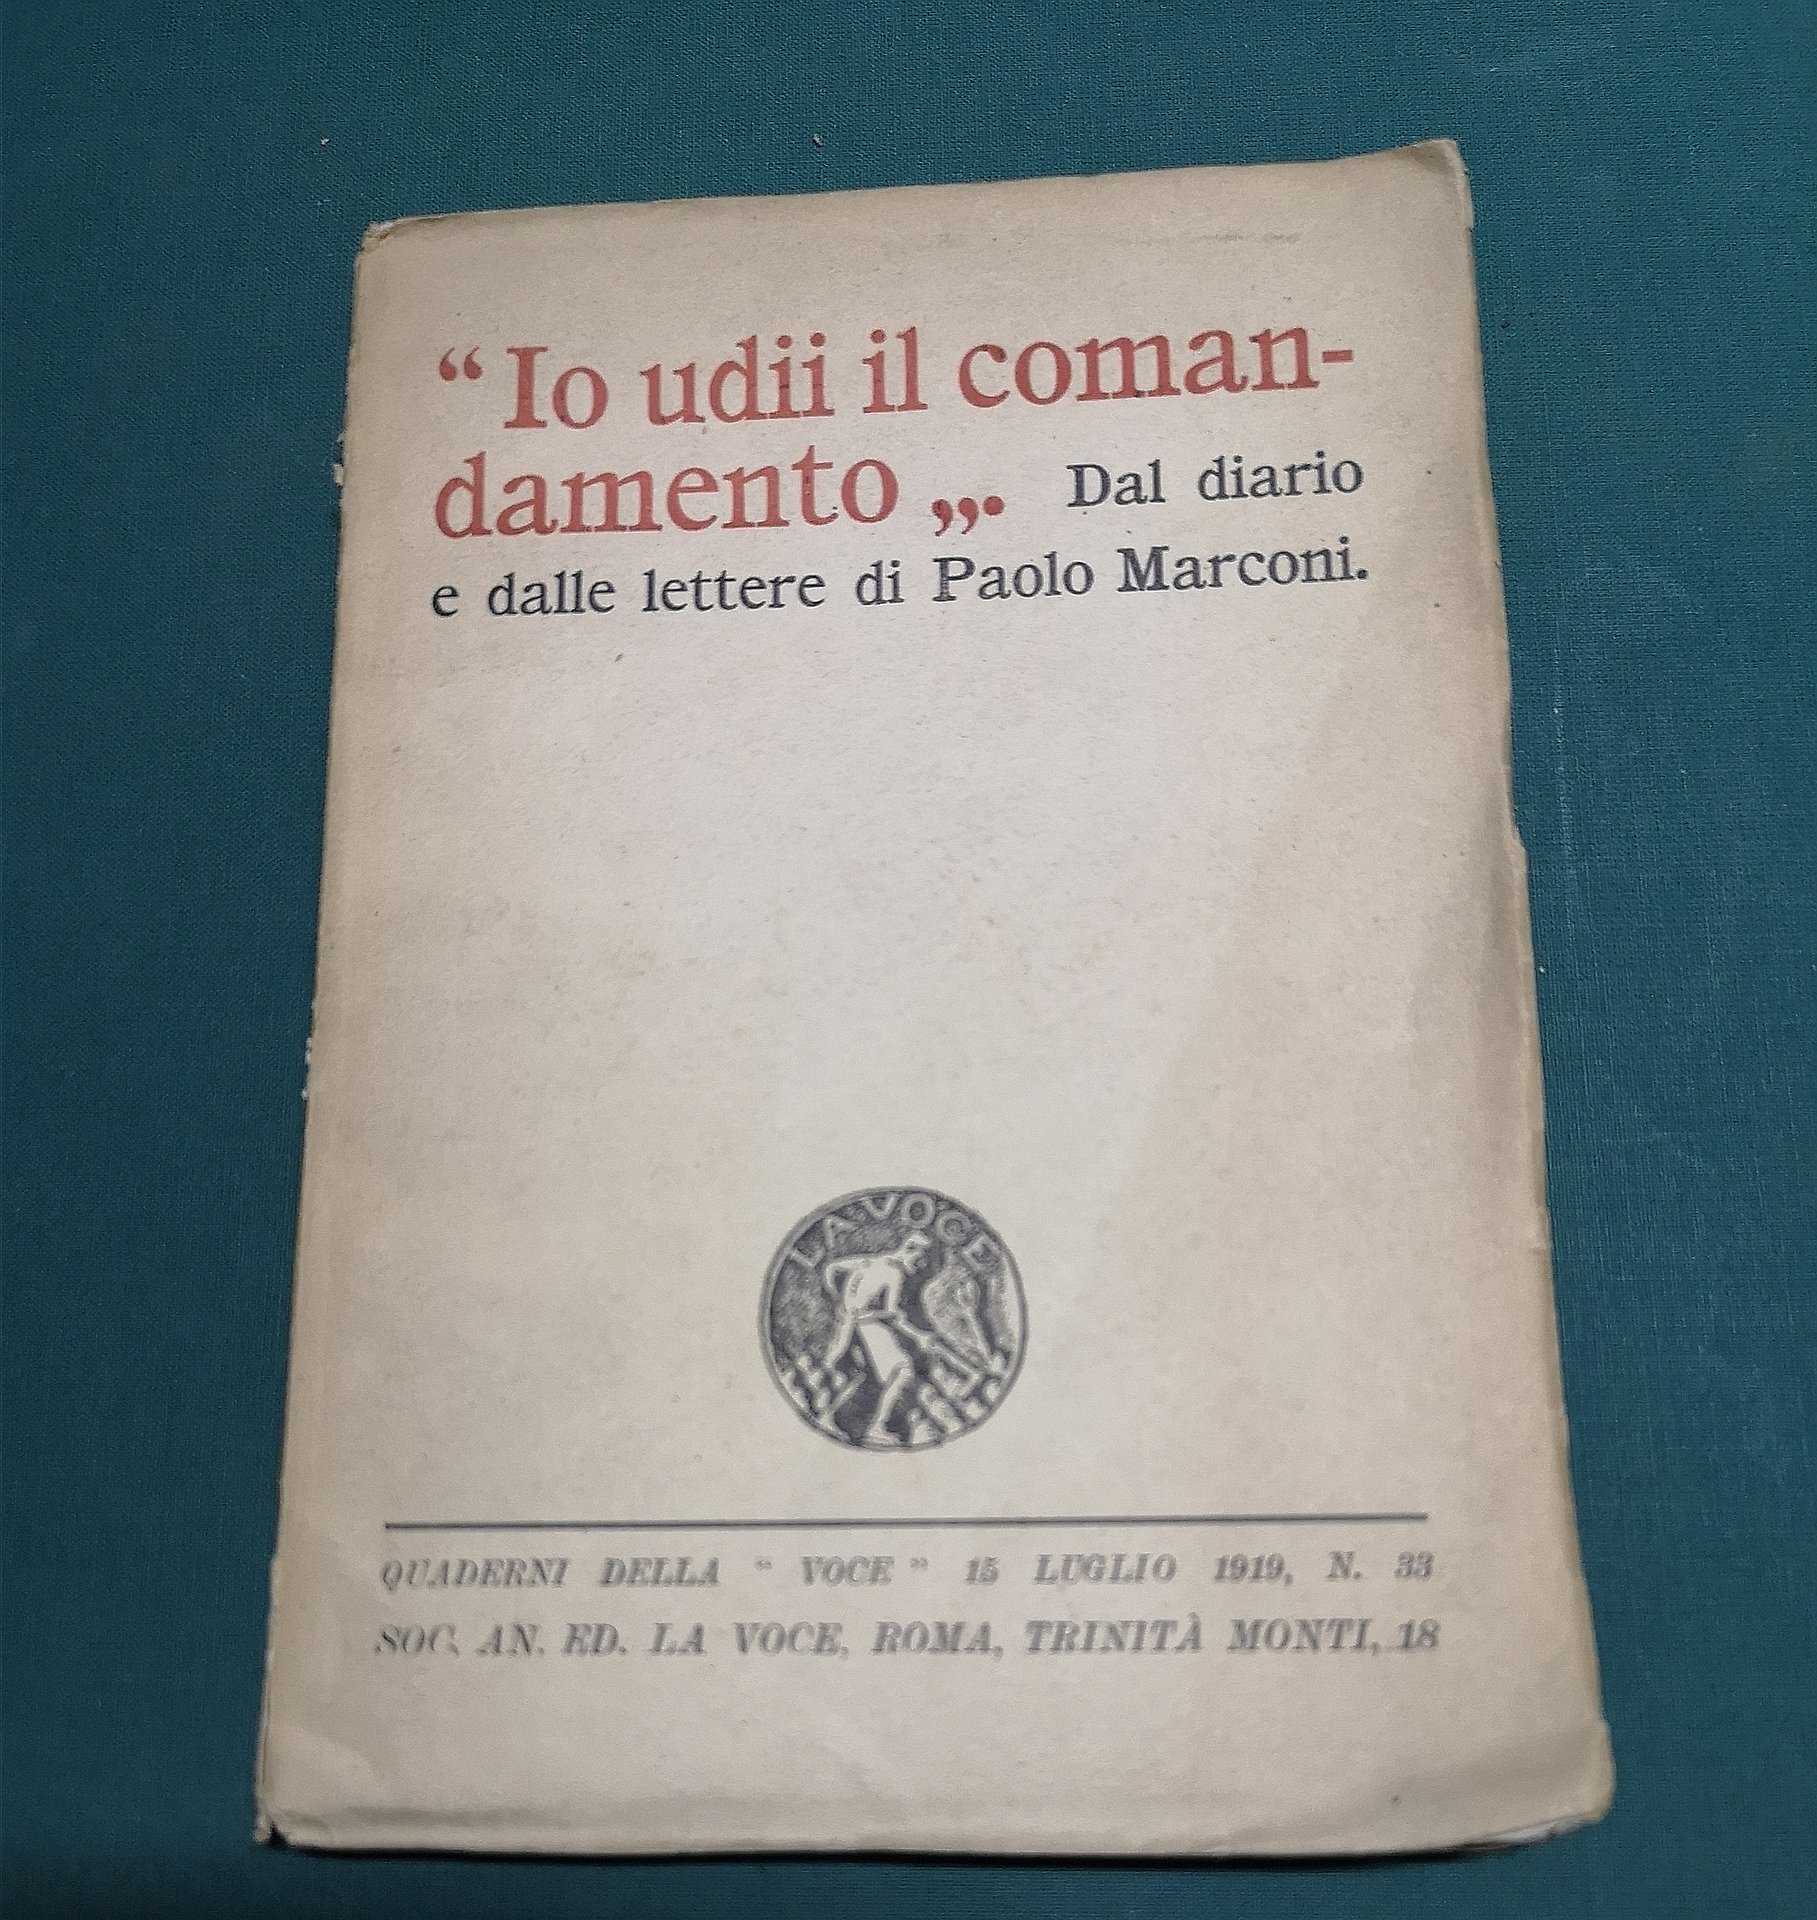 “ Io udii il coman-
damento „. Dal diario
e dalle lettere di Paolo Marconi.
LA VOCE
QUADERNI DELLA “ VOCE ” 15 LUGLIO 1919, N. 33
SOC. AN. ED. LA VOCE, ROMA, TRINITÀ MONTI, 18